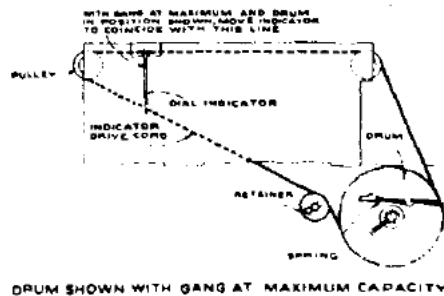 WITH GANG AT MAXIMUM AND DRUM
IN POSITION SHOWN, MOVE INDICATOR
TO COINCIDE WITH THIS LINE
PULLEY
DIAL INDICATOR
INDICATOR
DRIVE CORD
DRUM
RETAINER
SPRING
DRUM SHOWN WITH GANG AT MAXIMUM CAPACITY